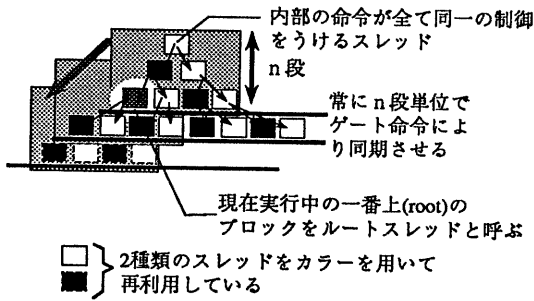 内部の命令が全て同一の制御
をうけるスレッド
n段
常にn段単位で
ゲート命令によ
り同期させる
現在実行中の一番上(root)の
ブロックをルートスレッドと呼ぶ
2種類のスレッドをカラーを用いて
再利用している